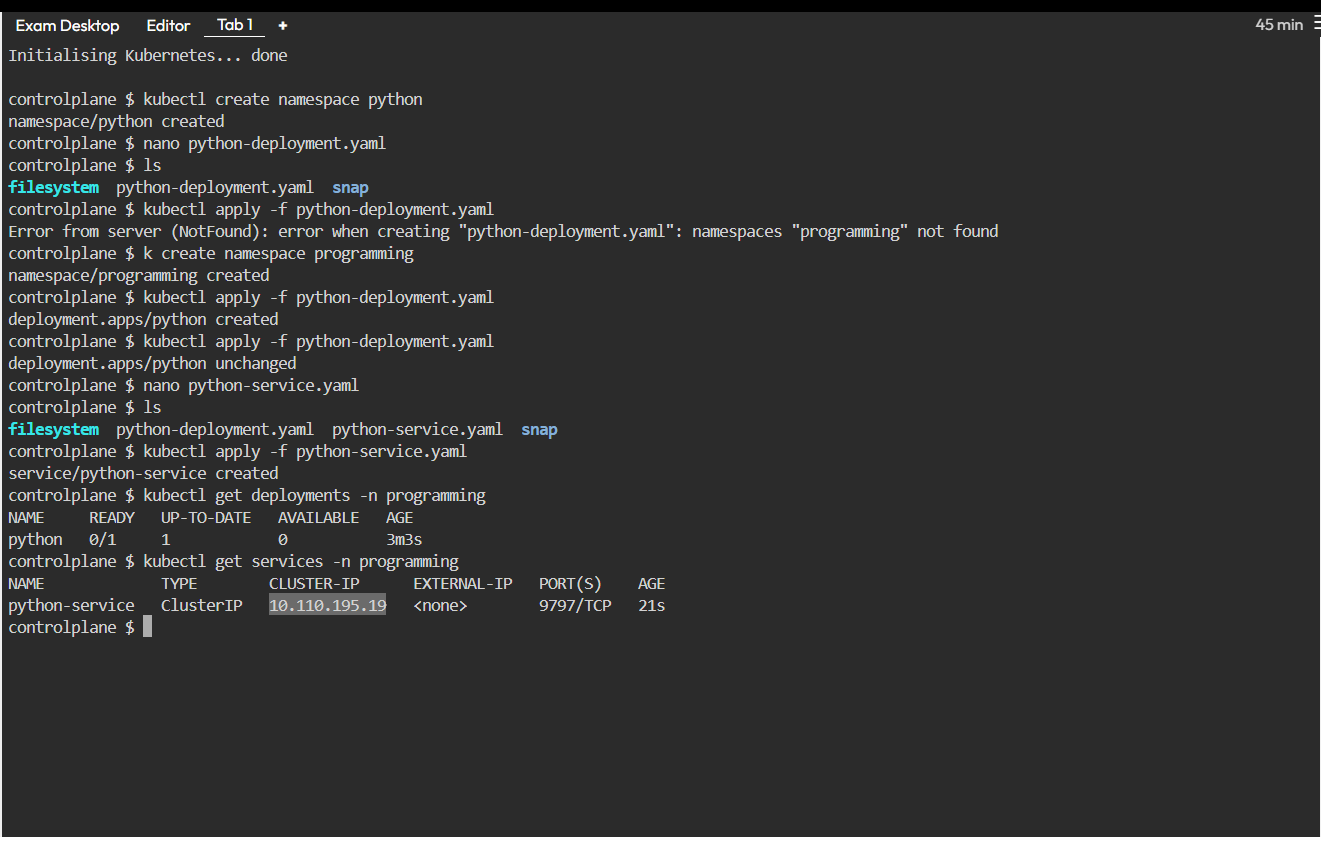 Exam Desktop Editor Tab 1 + 45 min
Initialising Kubernetes... done
controlplane $ kubectl create namespace python
namespace/python created
controlplane $ nano python-deployment.yaml
controlplane $ ls
filesystem python-deployment.yaml snap
controlplane $ kubectl apply -f python-deployment.yaml
Error from server (NotFound): error when creating "python-deployment.yaml": namespaces "programming" not found
controlplane $ k create namespace programming
namespace/programming created
controlplane $ kubectl apply -f python-deployment.yaml
deployment.apps/python created
controlplane $ kubectl apply -f python-deployment.yaml
deployment.apps/python unchanged
controlplane $ nano python-service.yaml
controlplane $ ls
filesystem python-deployment.yaml python-service.yaml snap
controlplane $ kubectl apply -f python-service.yaml
service/python-service created
controlplane $ kubectl get deployments -n programming
NAME READY UP-TO-DATE AVAILABLE AGE
python 0/1 1 0 3m3s
controlplane $ kubectl get services -n programming
NAME TYPE CLUSTER-IP EXTERNAL-IP PORT(S) AGE
python-service ClusterIP 10.110.195.19 <none> 9797/TCP 21s
controlplane $